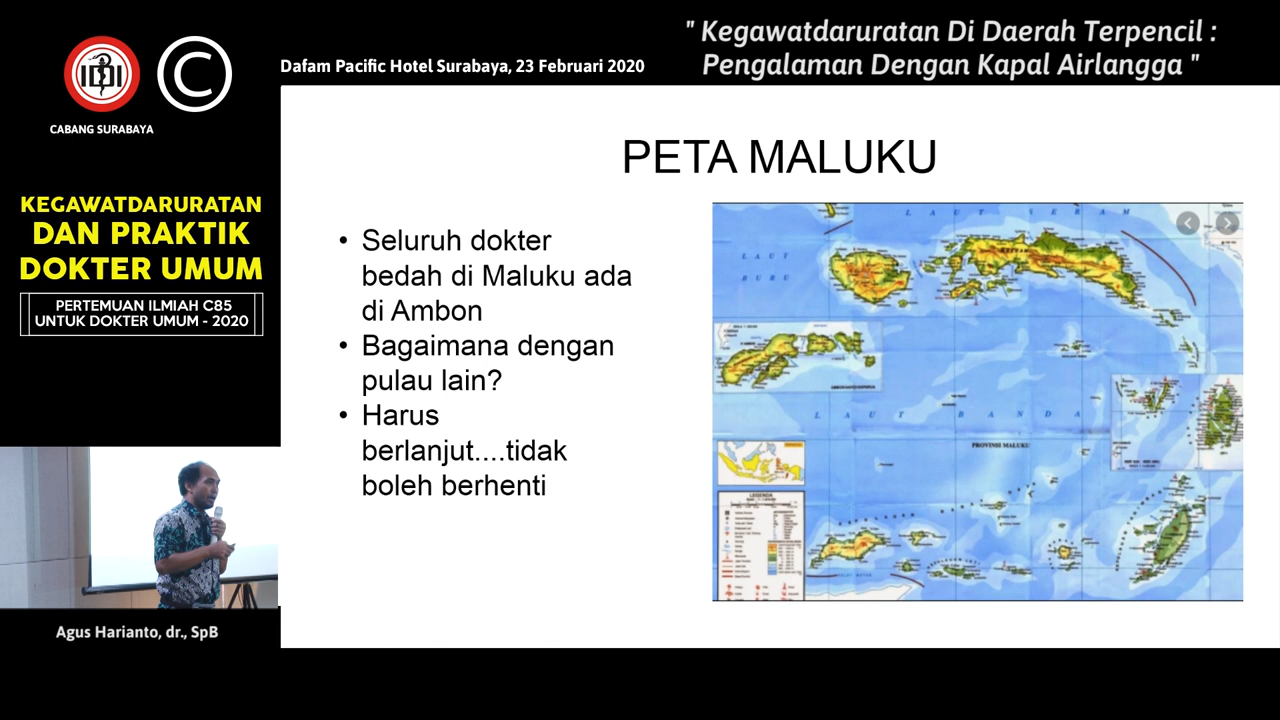 " Kegawatdaruratan Di Daerah Terpencil :
Pengalaman Dengan Kapal Airlangga "
Dafam Pacific Hotel Surabaya, 23 Februari 2020
IDI
C
CABANG SURABAYA
KEGAWATDARURATAN
DAN PRAKTIK
DOKTER UMUM
PERTEMUAN ILMIAH C85
UNTUK DOKTER UMUM - 2020
Agus Harianto, dr., SpB
PETA MALUKU
• Seluruh dokter
bedah di Maluku ada
di Ambon
• Bagaimana dengan
pulau lain?
• Harus
berlanjut....tidak
boleh berhenti
LAUT SERAM
LAUT
BURU
LAUT BANDA
PROVINSI MALUKU
LEGENDA